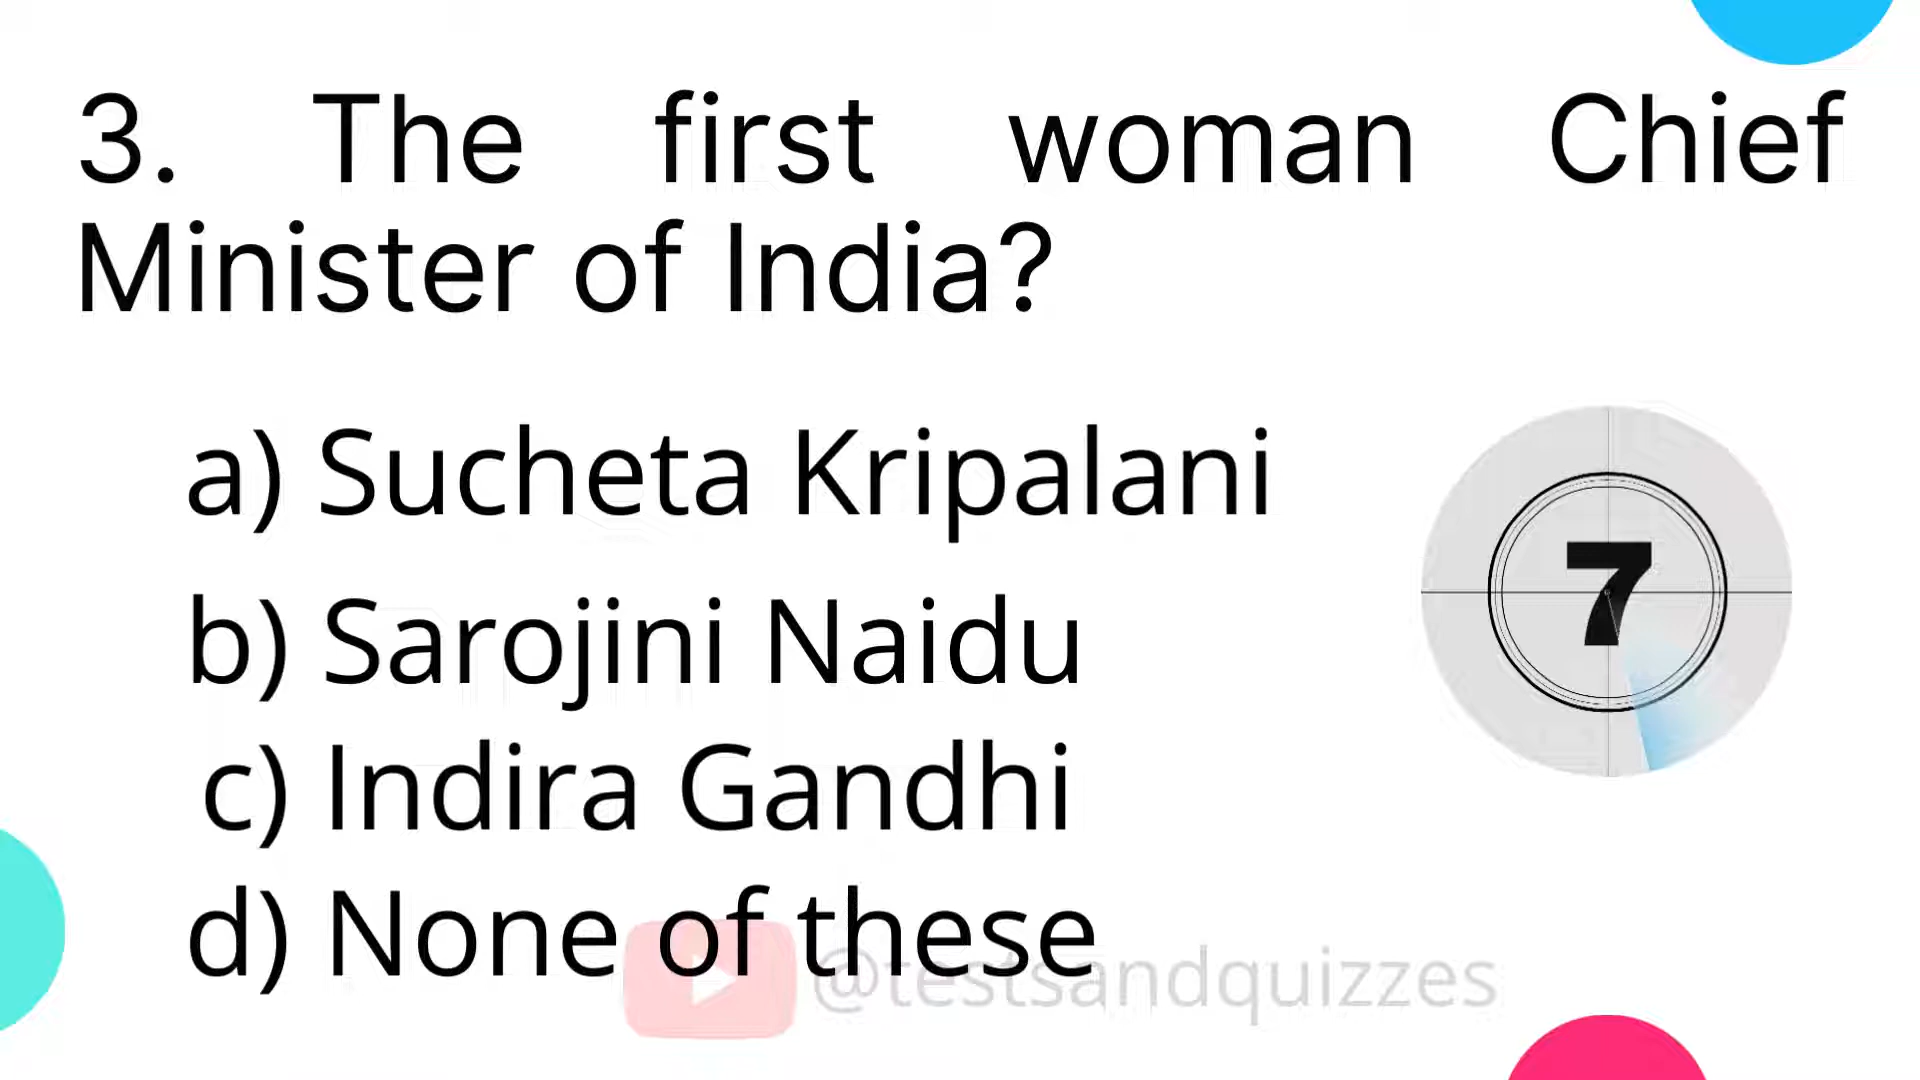 3. The first woman Chief
Minister of India?
a) Sucheta Kripalani
7
b) Sarojini Naidu
c) Indira Gandhi
d) None of these
@testsandquizzes